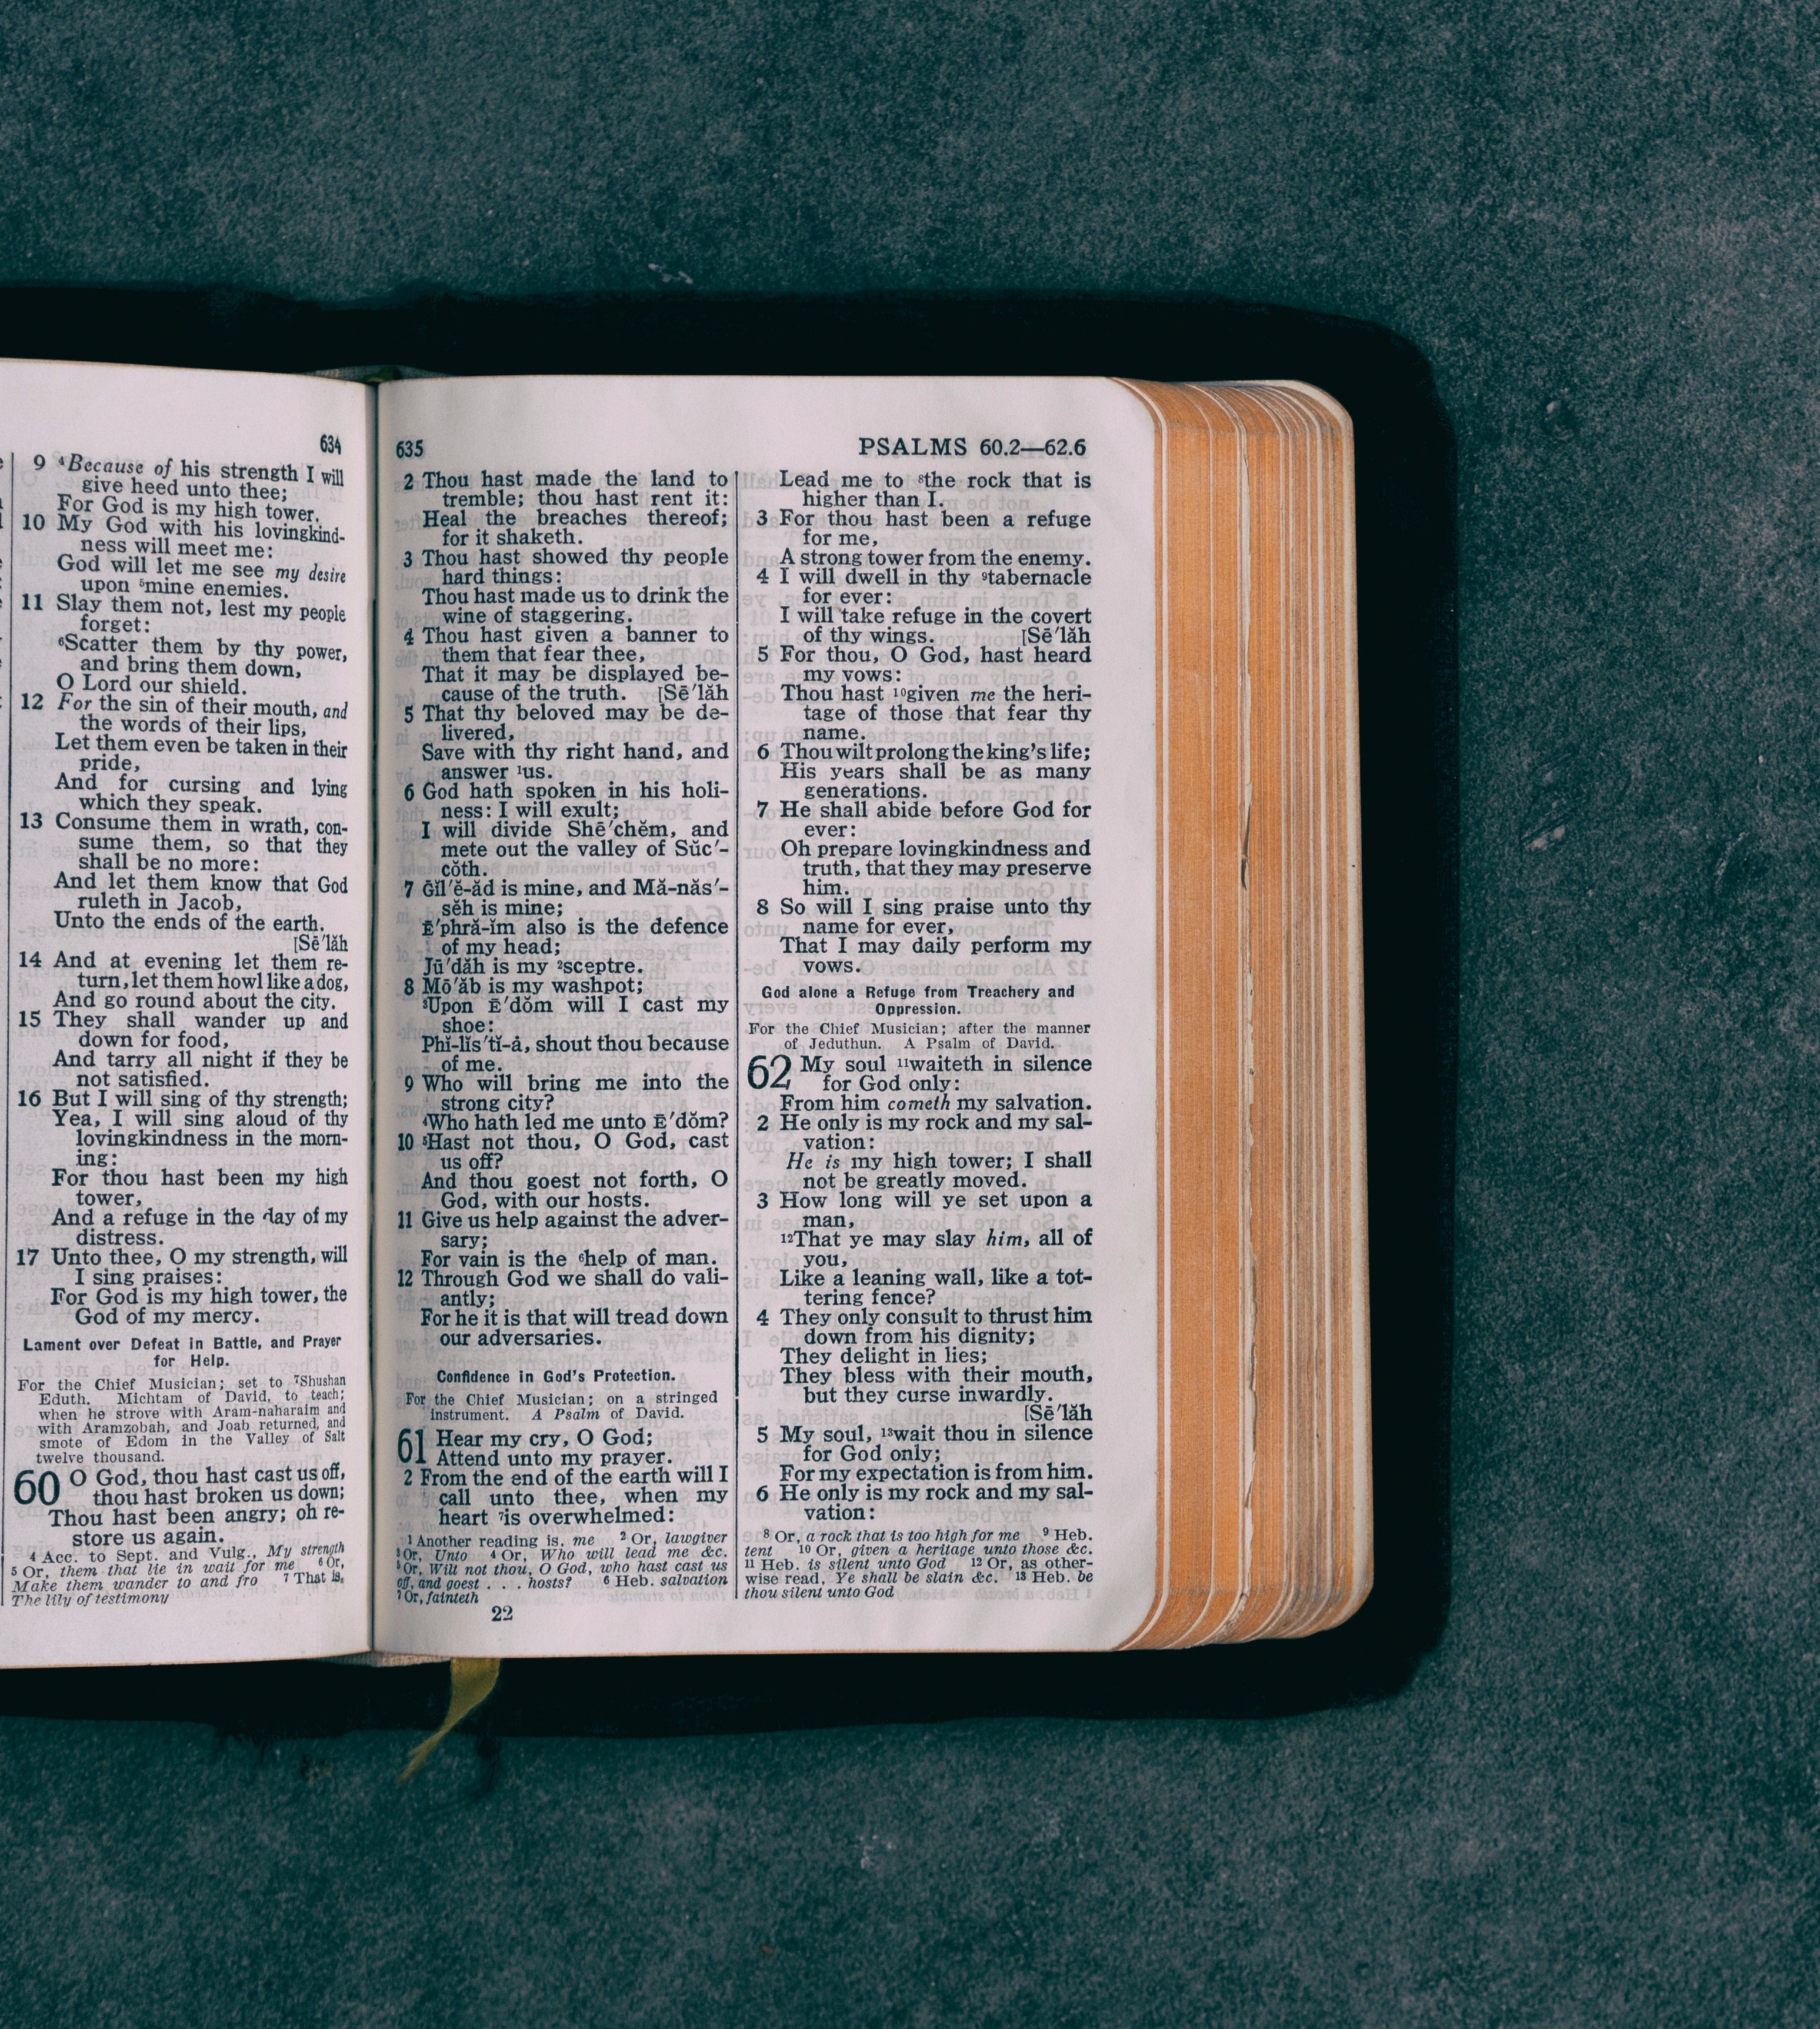 634
9 ⁴Because of his strength I will
give heed unto thee;
For God is my high tower.
10 My God with his lovingkind-
ness will meet me:
God will let me see my desire
upon ⁵mine enemies.
11 Slay them not, lest my people
forget:
⁶Scatter them by thy power,
and bring them down,
O Lord our shield.
12 For the sin of their mouth, and
the words of their lips,
Let them even be taken in their
pride,
And for cursing and lying
which they speak.
13 Consume them in wrath, con-
sume them, so that they
shall be no more:
And let them know that God
ruleth in Jacob,
Unto the ends of the earth.
[Sē′lăh
14 And at evening let them re-
turn, let them howl like a dog,
And go round about the city.
15 They shall wander up and
down for food,
And tarry all night if they be
not satisfied.
16 But I will sing of thy strength;
Yea, I will sing aloud of thy
lovingkindness in the morn-
ing:
For thou hast been my high
tower,
And a refuge in the day of my
distress.
17 Unto thee, O my strength, will
I sing praises:
For God is my high tower, the
God of my mercy.
Lament over Defeat in Battle, and Prayer
for Help.
For the Chief Musician; set to ⁷Shushan
Eduth. Michtam of David, to teach;
when he strove with Aram-naharaim and
with Aramzobah, and Joab returned, and
smote of Edom in the Valley of Salt
twelve thousand.
60 O God, thou hast cast us off,
thou hast broken us down;
Thou hast been angry; oh re-
store us again.
4 Acc. to Sept. and Vulg., My strength
5 Or, them that lie in wait for me 6 Or,
Make them wander to and fro 7 That is,
The lily of testimony
635
PSALMS 60.2—62.6
2 Thou hast made the land to
tremble; thou hast rent it:
Heal the breaches thereof;
for it shaketh.
3 Thou hast showed thy people
hard things:
Thou hast made us to drink the
wine of staggering.
4 Thou hast given a banner to
them that fear thee,
That it may be displayed be-
cause of the truth. [Sē′lăh
5 That thy beloved may be de-
livered,
Save with thy right hand, and
answer ¹us.
6 God hath spoken in his holi-
ness: I will exult;
I will divide Shē′chĕm, and
mete out the valley of Sŭc′-
cŏth.
7 Ḡĭl′ĕ-ăd is mine, and Mă-năs′-
sĕh is mine;
Ē′phră-ĭm also is the defence
of my head;
Jū′dăh is my ²sceptre.
8 Mō′ăb is my washpot;
³Upon Ē′dŏm will I cast my
shoe:
Phĭ-lĭs′tĭ-ȧ, shout thou because
of me.
9 Who will bring me into the
strong city?
⁴Who hath led me unto Ē′dŏm?
10 ⁵Hast not thou, O God, cast
us off?
And thou goest not forth, O
God, with our hosts.
11 Give us help against the adver-
sary;
For vain is the ⁶help of man.
12 Through God we shall do vali-
antly;
For he it is that will tread down
our adversaries.
Confidence in God's Protection.
For the Chief Musician; on a stringed
instrument. A Psalm of David.
61 Hear my cry, O God;
Attend unto my prayer.
2 From the end of the earth will I
call unto thee, when my
heart ⁷is overwhelmed:
1 Another reading is, me 2 Or, lawgiver
3 Or, Unto 4 Or, Who will lead me &c.
5 Or, Wilt not thou, O God, who hast cast us
off, and goest . . . hosts? 6 Heb. salvation
7 Or, fainteth
22
Lead me to ⁸the rock that is
higher than I.
3 For thou hast been a refuge
for me,
A strong tower from the enemy.
4 I will dwell in thy ⁹tabernacle
for ever:
I will take refuge in the covert
of thy wings. [Sē′lăh
5 For thou, O God, hast heard
my vows:
Thou hast ¹⁰given me the heri-
tage of those that fear thy
name.
6 Thou wilt prolong the king's life;
His years shall be as many
generations.
7 He shall abide before God for
ever:
Oh prepare lovingkindness and
truth, that they may preserve
him.
8 So will I sing praise unto thy
name for ever,
That I may daily perform my
vows.
God alone a Refuge from Treachery and
Oppression.
For the Chief Musician; after the manner
of Jeduthun. A Psalm of David.
62 My soul ¹¹waiteth in silence
for God only:
From him cometh my salvation.
2 He only is my rock and my sal-
vation:
He is my high tower; I shall
not be greatly moved.
3 How long will ye set upon a
man,
¹²That ye may slay him, all of
you,
Like a leaning wall, like a tot-
tering fence?
4 They only consult to thrust him
down from his dignity;
They delight in lies;
They bless with their mouth,
but they curse inwardly.
[Sē′lăh
5 My soul, ¹³wait thou in silence
for God only;
For my expectation is from him.
6 He only is my rock and my sal-
vation:
8 Or, a rock that is too high for me 9 Heb.
tent 10 Or, given a heritage unto those &c.
11 Heb. is silent unto God 12 Or, as other-
wise read, Ye shall be slain &c. 13 Heb. be
thou silent unto God